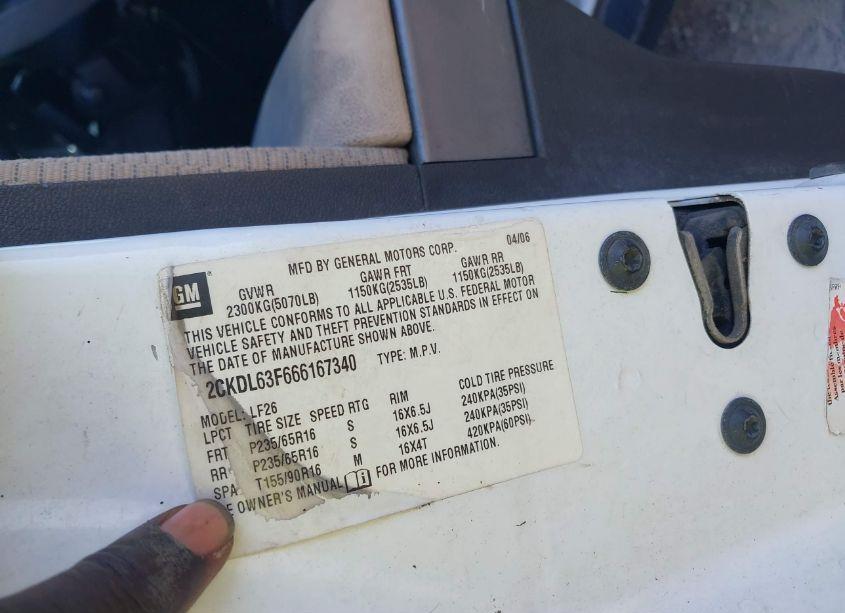 GM
MFD BY GENERAL MOTORS CORP. 04/06
GVWR GAWR FRT GAWR RR
2300KG(5070LB) 1150KG(2535LB) 1150KG(2535LB)
THIS VEHICLE CONFORMS TO ALL APPLICABLE U.S. FEDERAL MOTOR
VEHICLE SAFETY AND THEFT PREVENTION STANDARDS IN EFFECT ON
THE DATE OF MANUFACTURE SHOWN ABOVE.
2CKDL63F666167340 TYPE: M.P.V.
MODEL: LF26
LPCT TIRE SIZE SPEED RTG RIM COLD TIRE PRESSURE
FRT P235/65R16 S 16X6.5J 240KPA(35PSI)
RR P235/65R16 S 16X6.5J 240KPA(35PSI)
SPA T155/90R16 M 16X4T 420KPA(60PSI)
E OWNER'S MANUAL FOR MORE INFORMATION.